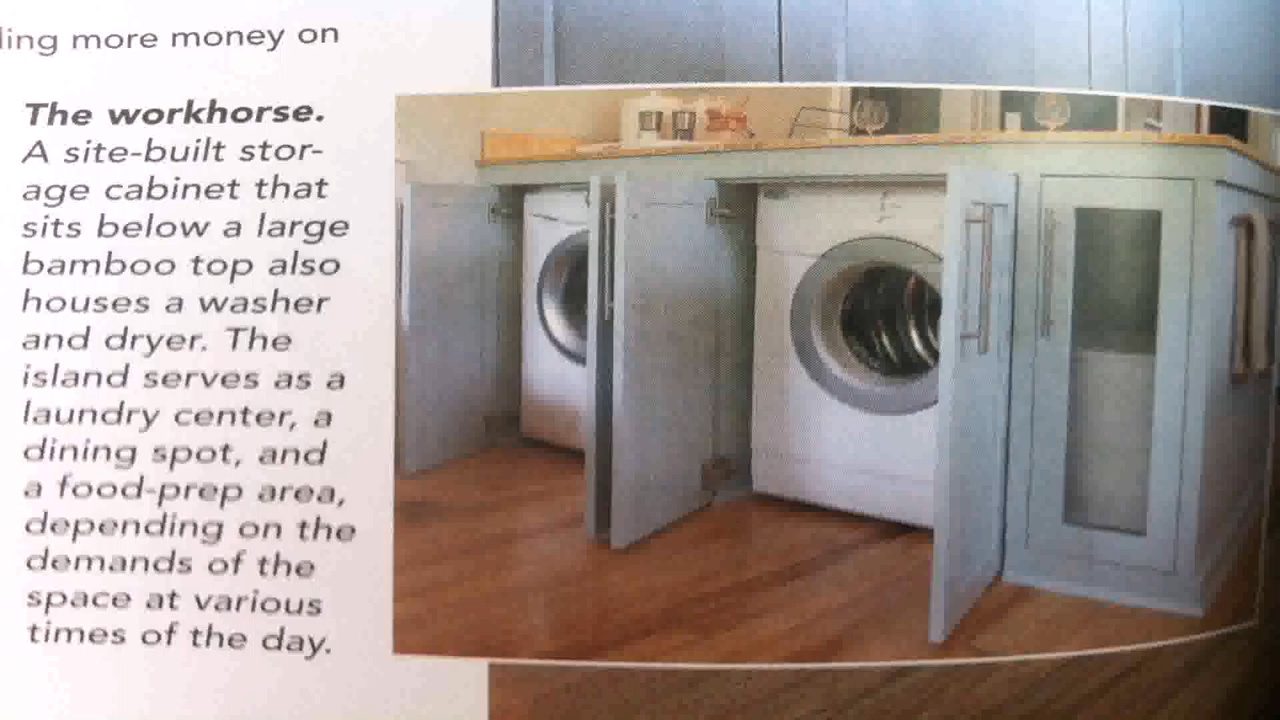 ling more money on
The workhorse.
A site-built stor-
age cabinet that
sits below a large
bamboo top also
houses a washer
and dryer. The
island serves as a
laundry center, a
dining spot, and
a food-prep area,
depending on the
demands of the
space at various
times of the day.